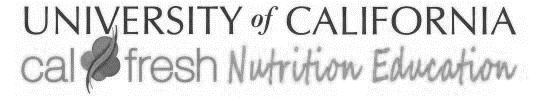 UNIVERSITY of CALIFORNIA
cal fresh Nutrition Education